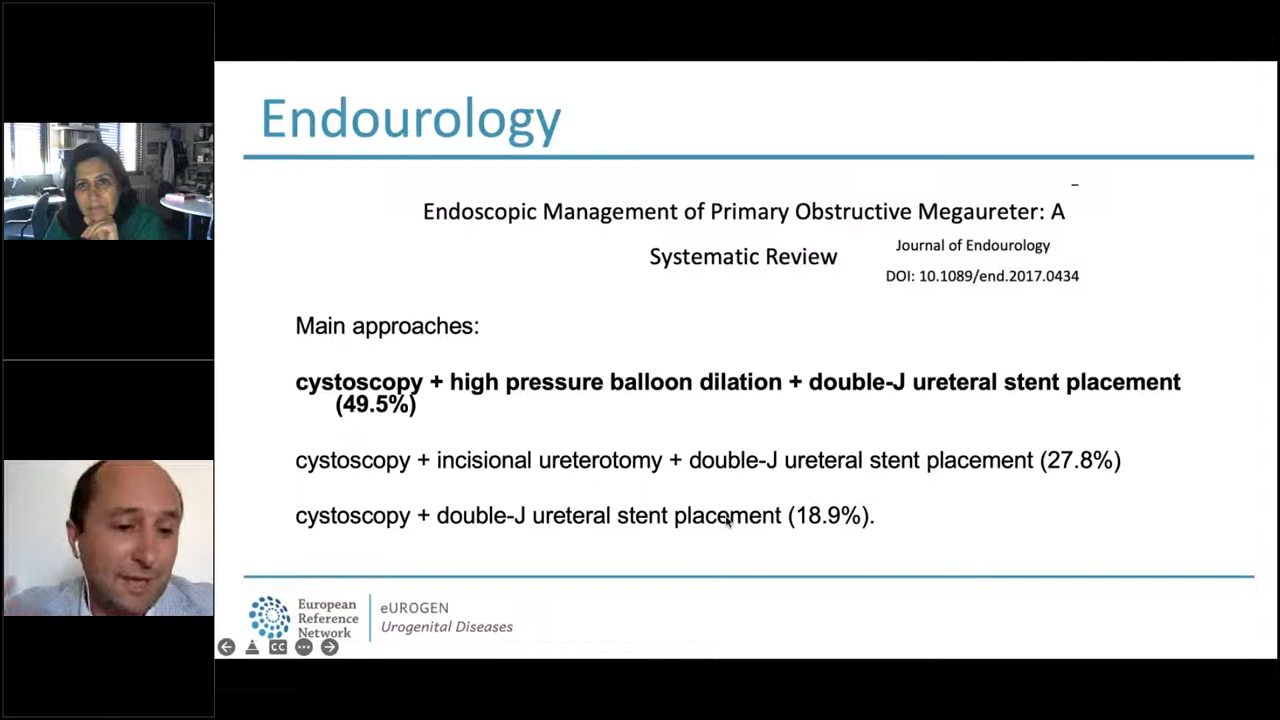 Endourology
Endoscopic Management of Primary Obstructive Megaureter: A
Systematic Review
Journal of Endourology
DOI: 10.1089/end.2017.0434
Main approaches:
cystoscopy + high pressure balloon dilation + double-J ureteral stent placement
(49.5%)
cystoscopy + incisional ureterotomy + double-J ureteral stent placement (27.8%)
cystoscopy + double-J ureteral stent placement (18.9%).
European
Reference
Network
eUROGEN
Urogenital Diseases
CC